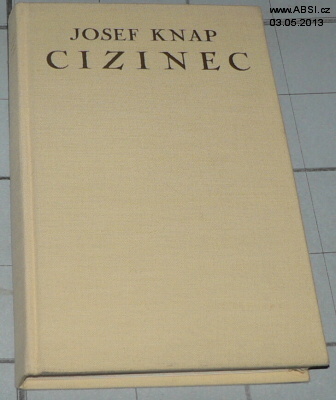 www.ABSI.cz
03.05.2013
JOSEF KNAP
CIZINEC